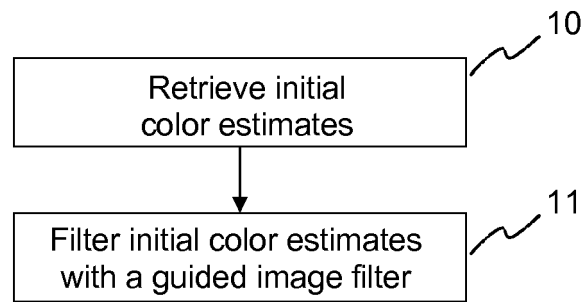 10
Retrieve initial
color estimates
11
Filter initial color estimates
with a guided image filter